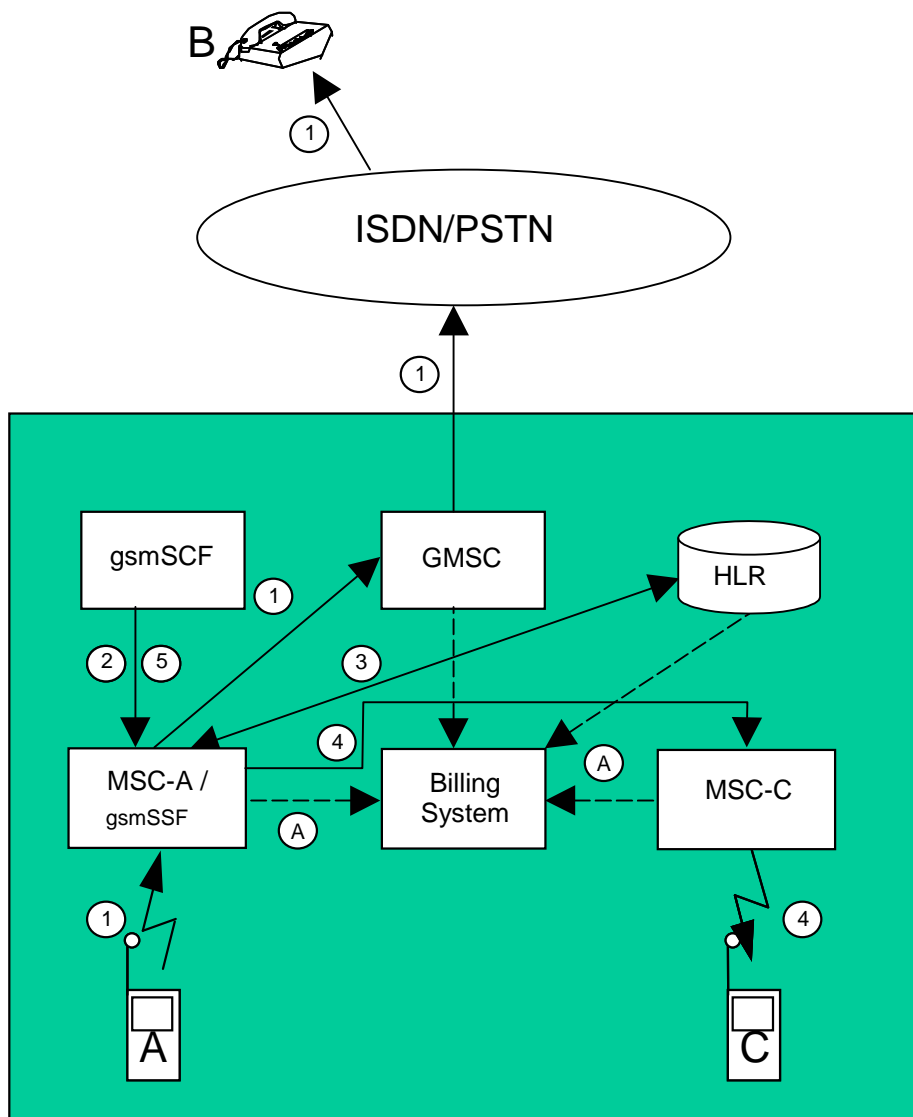 B
1
ISDN/PSTN
1
gsmSCF
GMSC
HLR
1
2
5
3
4
MSC-A /
gsmSSF
Billing
System
MSC-C
A
A
1
4
A
C